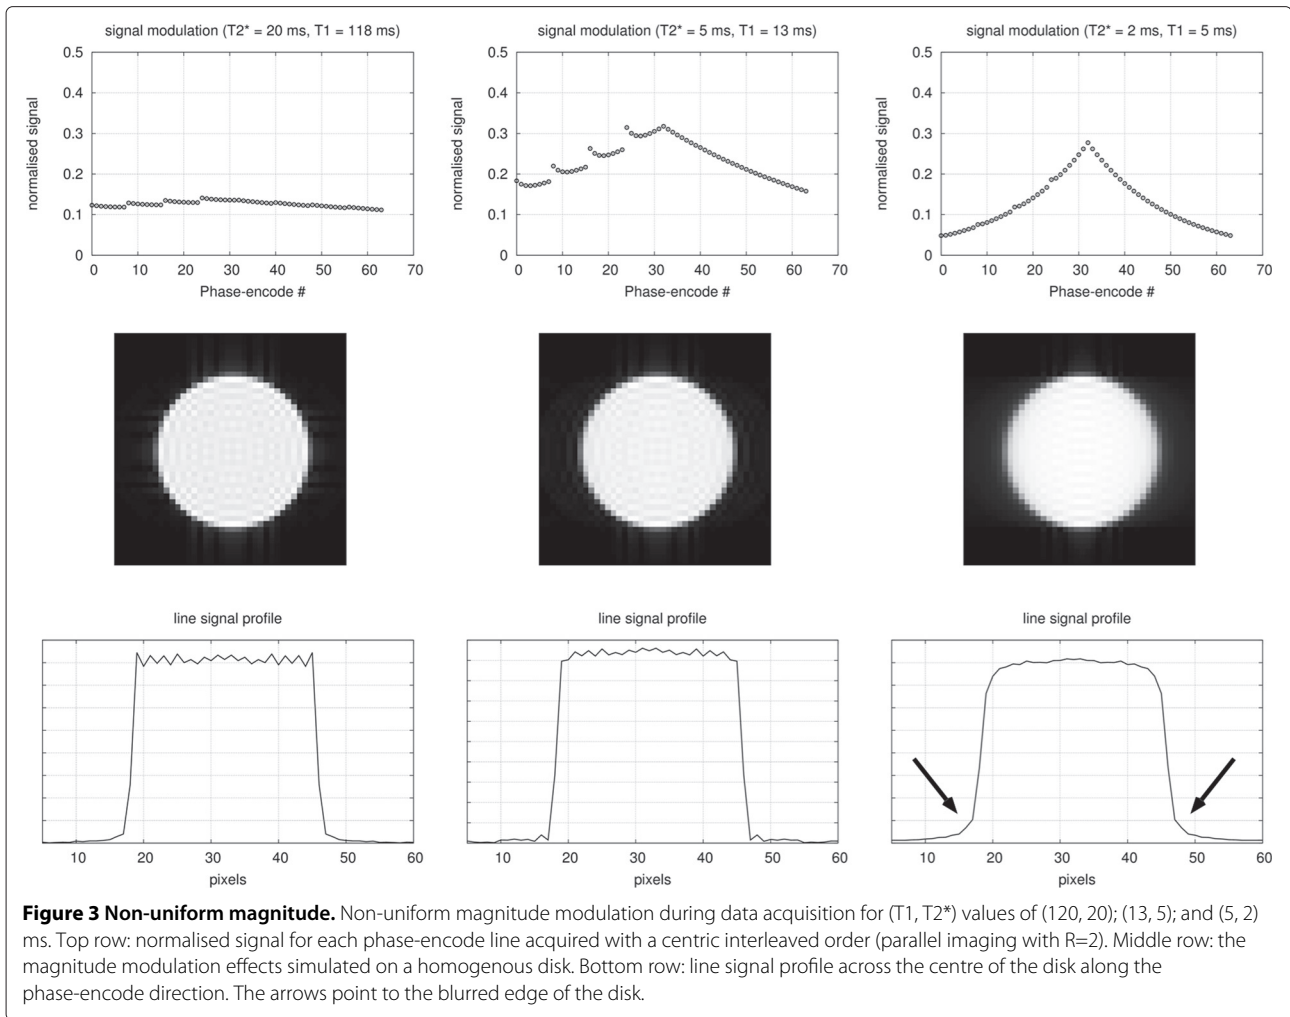 signal modulation (T2* = 20 ms, T1 = 118 ms)
normalised signal
0.5
0.4
0.3
0.2
0.1
0
0 10 20 30 40 50 60 70
Phase-encode #
signal modulation (T2* = 5 ms, T1 = 13 ms)
normalised signal
0.5
0.4
0.3
0.2
0.1
0
0 10 20 30 40 50 60 70
Phase-encode #
signal modulation (T2* = 2 ms, T1 = 5 ms)
normalised signal
0.5
0.4
0.3
0.2
0.1
0
0 10 20 30 40 50 60 70
Phase-encode #
line signal profile
10 20 30 40 50 60
pixels
line signal profile
10 20 30 40 50 60
pixels
line signal profile
10 20 30 40 50 60
pixels
Figure 3 Non-uniform magnitude. Non-uniform magnitude modulation during data acquisition for (T1, T2*) values of (120, 20); (13, 5); and (5, 2)
ms. Top row: normalised signal for each phase-encode line acquired with a centric interleaved order (parallel imaging with R=2). Middle row: the
magnitude modulation effects simulated on a homogenous disk. Bottom row: line signal profile across the centre of the disk along the
phase-encode direction. The arrows point to the blurred edge of the disk.